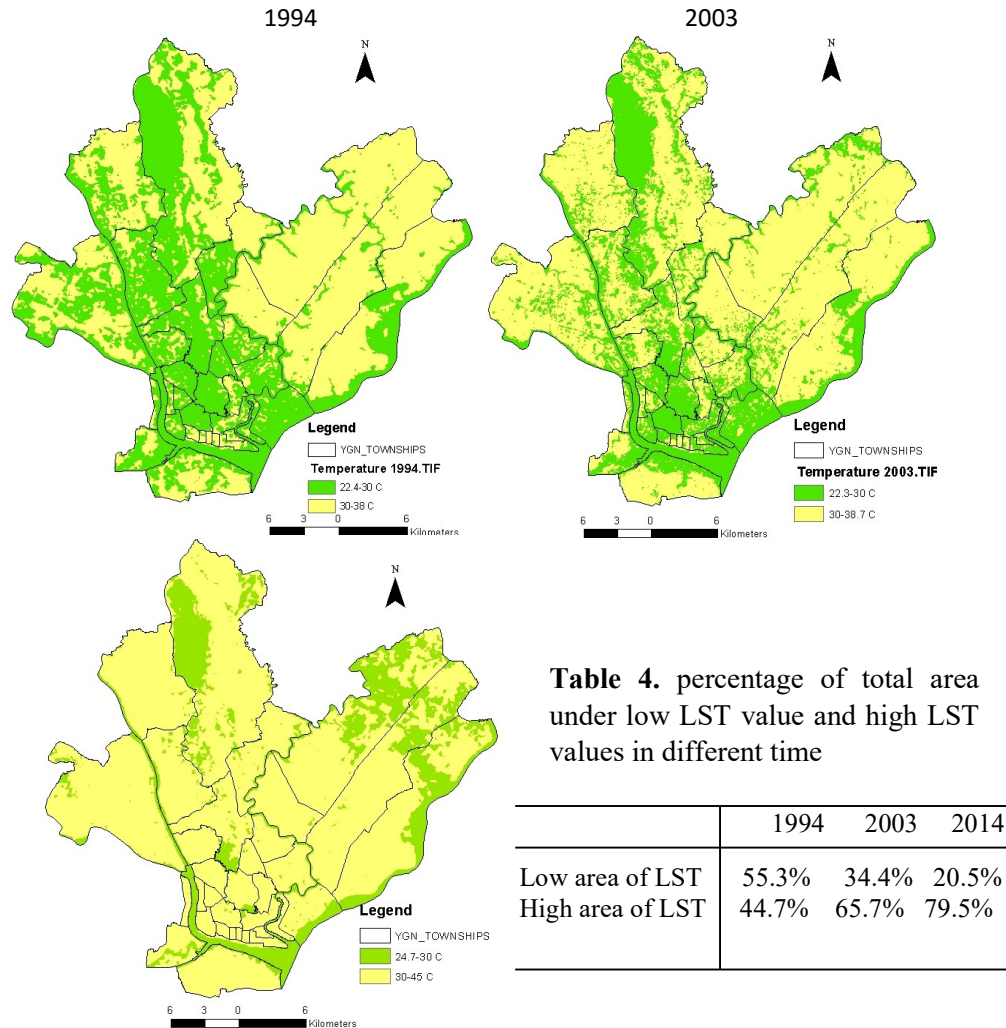 1994
2003
N
N
Legend
YGN_TOWNSHIPS
Temperature 1994.TIF
22.4-30 C
30-38 C
6 3 0 6
Kilometers
Legend
YGN_TOWNSHIPS
Temperature 2003.TIF
22.3-30 C
30-38.7 C
6 3 0 6
Kilometers
N
Legend
YGN_TOWNSHIPS
24.7-30 C
30-45 C
6 3 0 6
Kilometers
Table 4. percentage of total area
under low LST value and high LST
values in different time
1994 2003 2014
Low area of LST 55.3% 34.4% 20.5%
High area of LST 44.7% 65.7% 79.5%